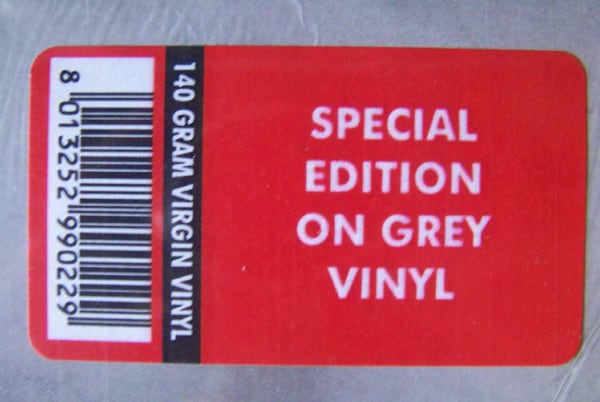 8 013252 990229
140 GRAM VIRGIN VINYL
SPECIAL
EDITION
ON GREY
VINYL